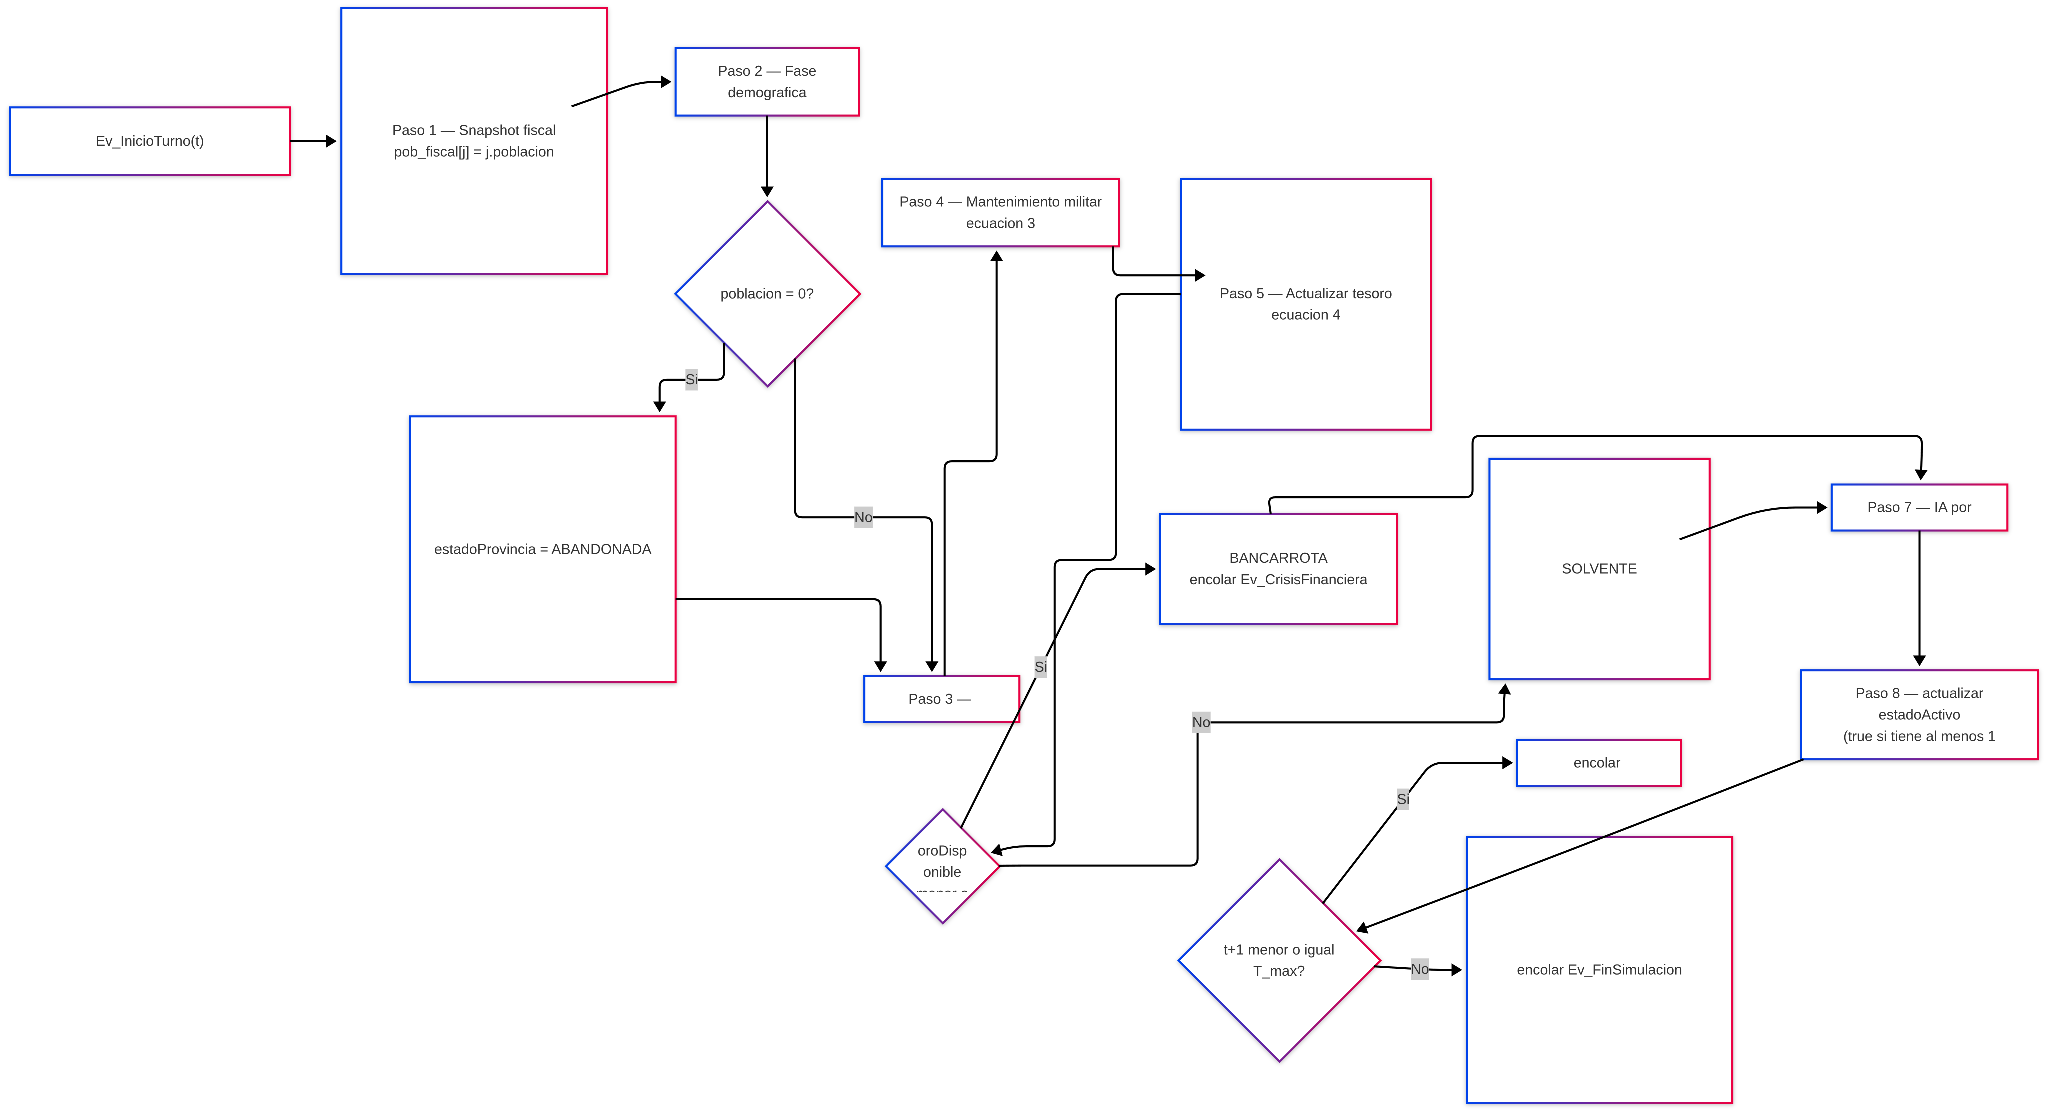 Ev_InicioTurno(t)
Paso 1 — Snapshot fiscal
pob_fiscal[j] = j.poblacion
Paso 2 — Fase
demografica
poblacion = 0?
Si
No
estadoProvincia = ABANDONADA
Paso 3 —
Paso 4 — Mantenimiento militar
ecuacion 3
Paso 5 — Actualizar tesoro
ecuacion 4
oroDisp
onible
Si
No
BANCARROTA
encolar Ev_CrisisFinanciera
SOLVENTE
Paso 7 — IA por
Paso 8 — actualizar
estadoActivo
(true si tiene al menos 1
t+1 menor o igual
T_max?
Si
No
encolar
encolar Ev_FinSimulacion